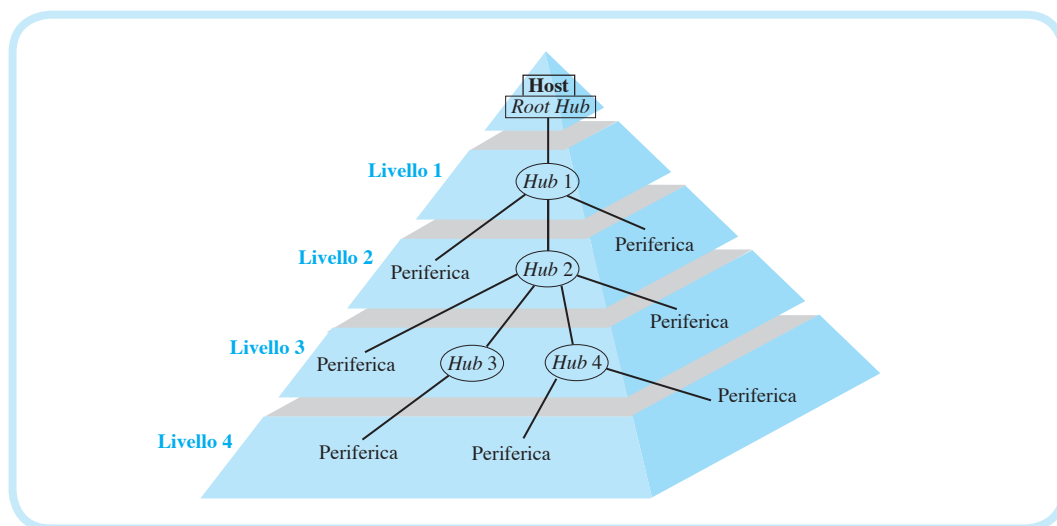 Host
Root Hub
Livello 1
Hub 1
Periferica
Livello 2
Periferica
Hub 2
Periferica
Livello 3
Periferica
Hub 3
Hub 4
Periferica
Livello 4
Periferica
Periferica